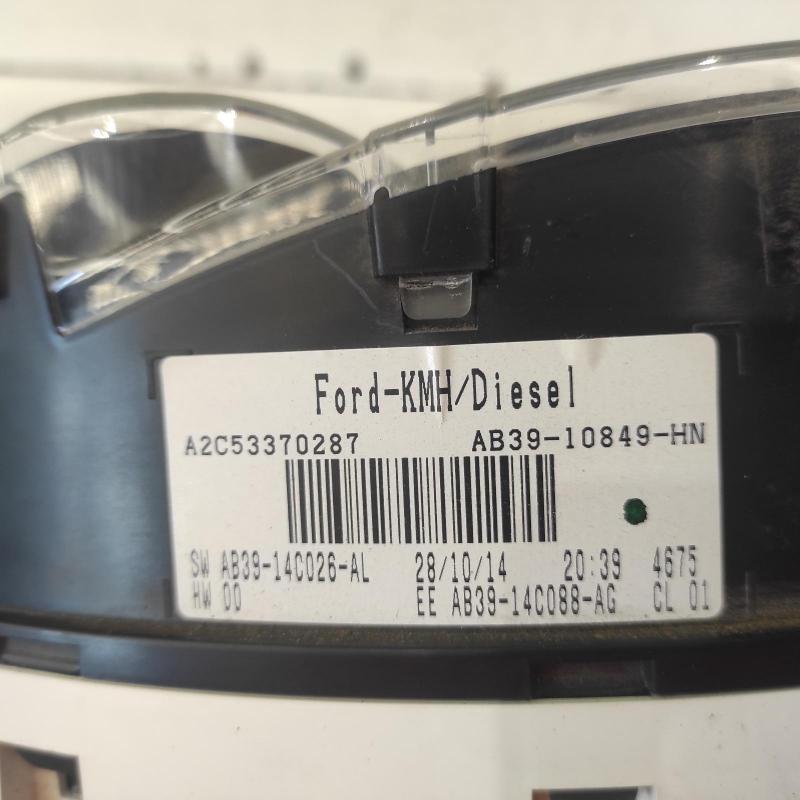 Ford-KMH/Diesel
A2C53370287 AB39-10849-HN
SW AB39-14C026-AL 28/10/14 20:39 4675
HW 00 EE AB39-14C088-AG CL 01